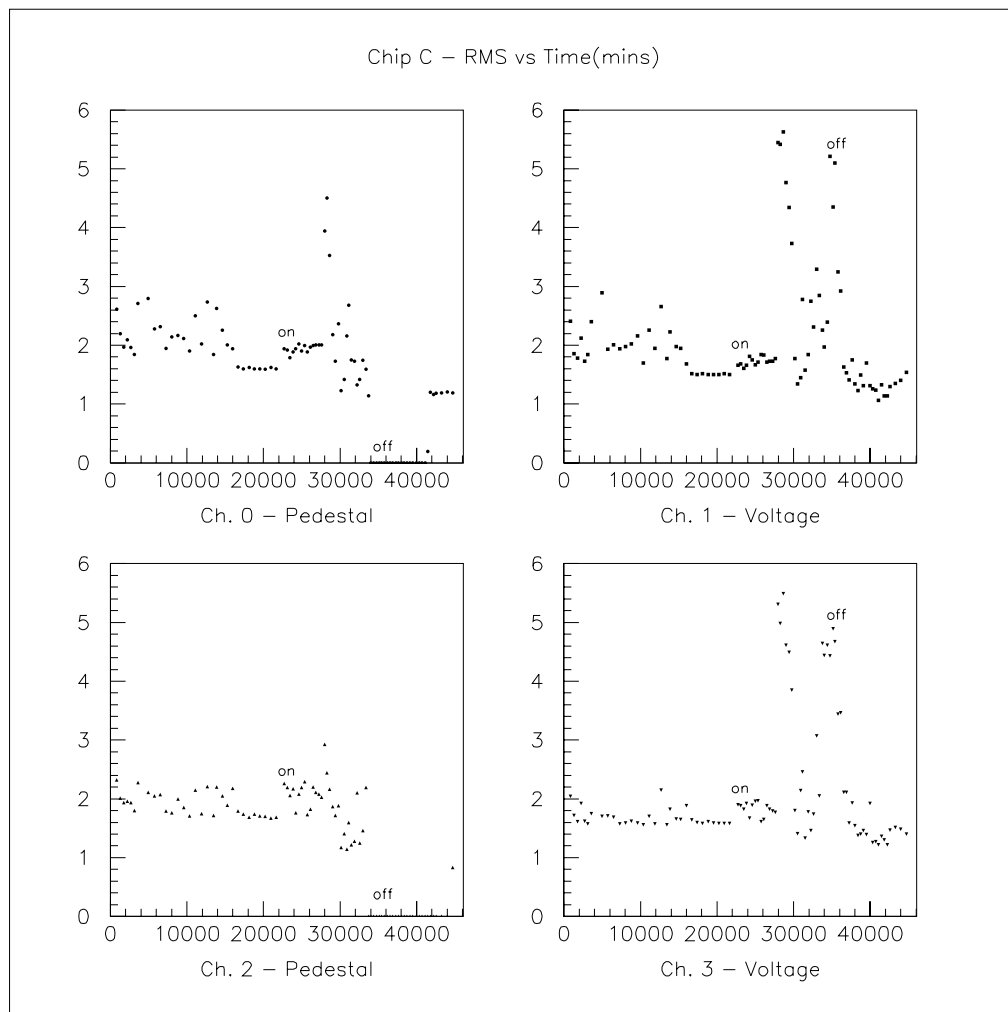 Chip C – RMS vs Time(mins)
6
5
4
3
2
1
0
on
off
0 10000 20000 30000 40000
Ch. 0 – Pedestal
6
5
4
3
2
1
0
off
on
0 10000 20000 30000 40000
Ch. 1 – Voltage
6
5
4
3
2
1
0
on
off
0 10000 20000 30000 40000
Ch. 2 – Pedestal
6
5
4
3
2
1
0
off
on
0 10000 20000 30000 40000
Ch. 3 – Voltage